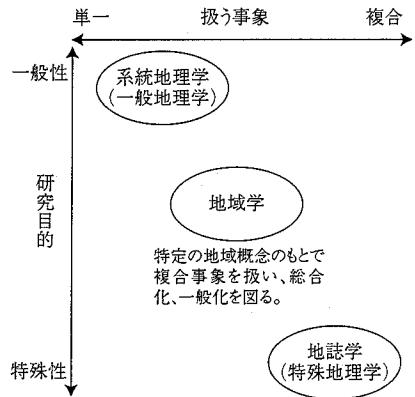 単一 扱う事象 複合
一般性
系統地理学
(一般地理学)
研究目的
地域学
特定の地域概念のもとで
複合事象を扱い、総合
化、一般化を図る。
地誌学
(特殊地理学)
特殊性